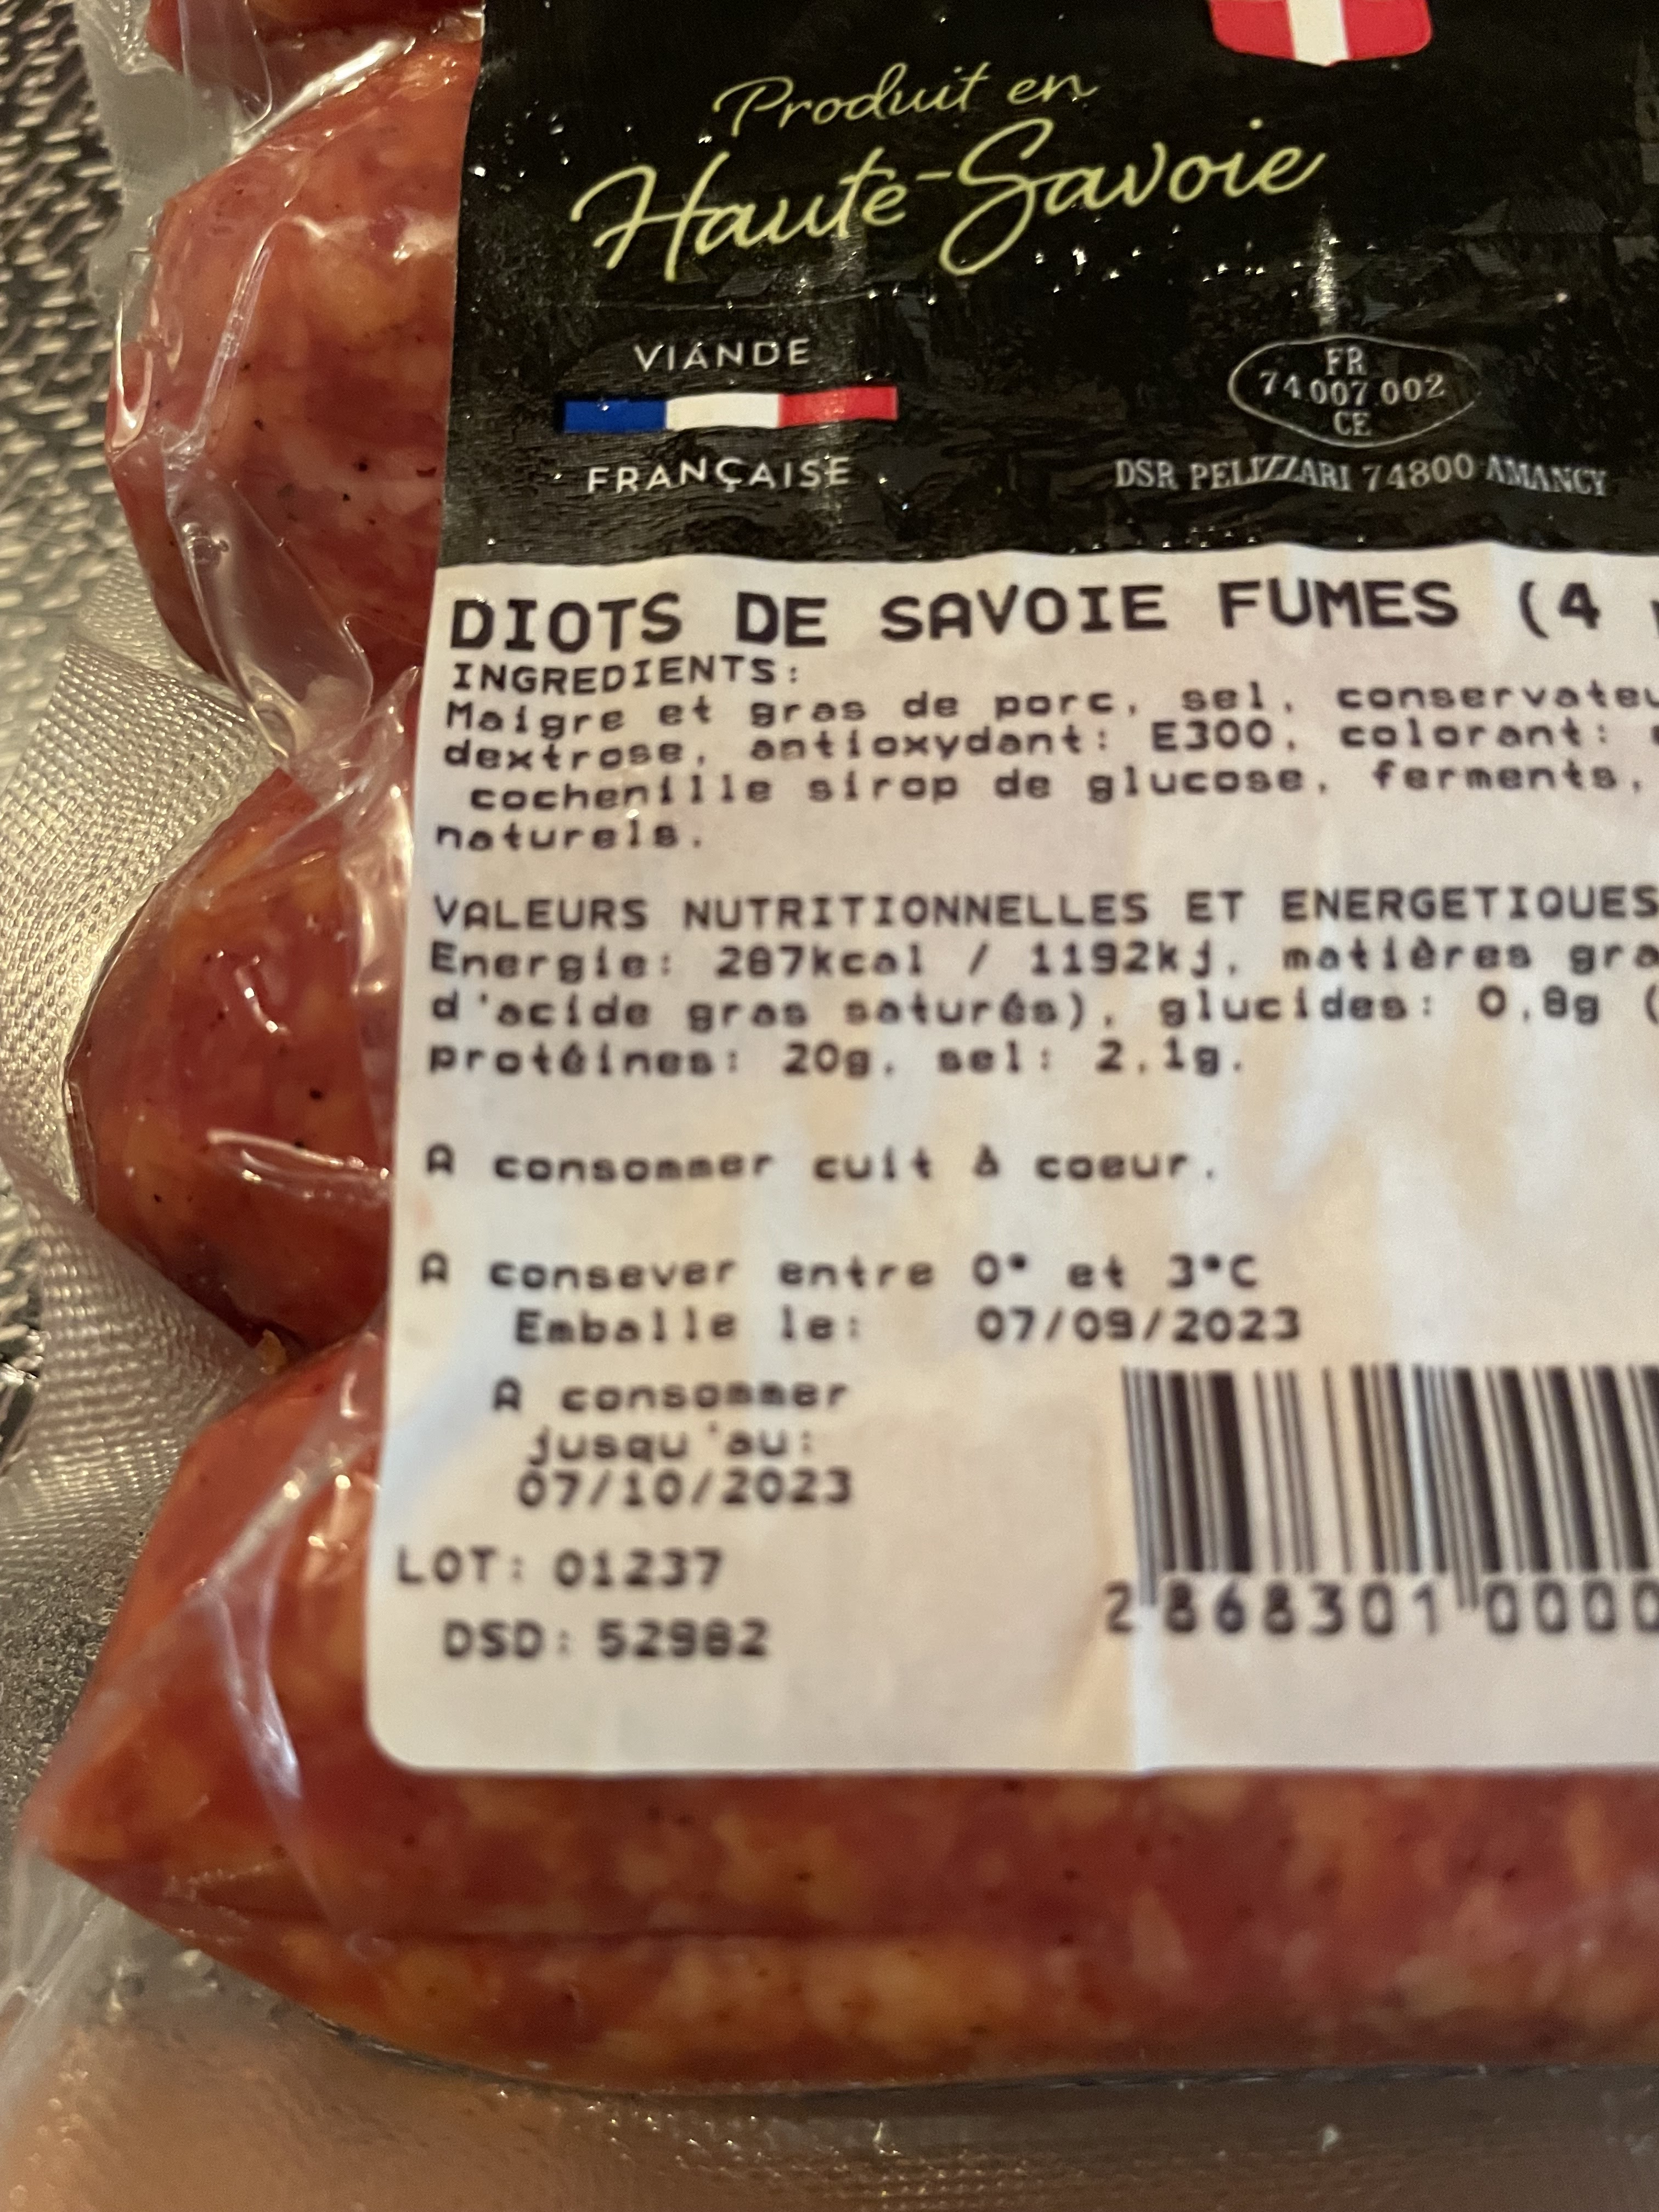 Produit en
Haute-Savoie
VIANDE
FRANÇAISE
FR
74.007.002
CE
DSR PELIZZARI 74800 AMANCY
DIOTS DE SAVOIE FUMES (4
INGREDIENTS:
Maigre et gras de porc, sel, conservateu
dextrose, antioxydant: E300, colorant:
cochenille sirop de glucose, ferments,
naturels.
VALEURS NUTRITIONNELLES ET ENERGETIQUES
Energie: 287kcal / 1192kj, matières gra
d'acide gras saturés), glucides: 0,8g (
protéines: 20g, sel: 2,1g.
A consommer cuit à coeur.
A consever entre 0° et 3°C
Emballe le: 07/09/2023
A consommer
jusqu'au:
07/10/2023
LOT: 01237
DSD: 52982
2 868301 0000